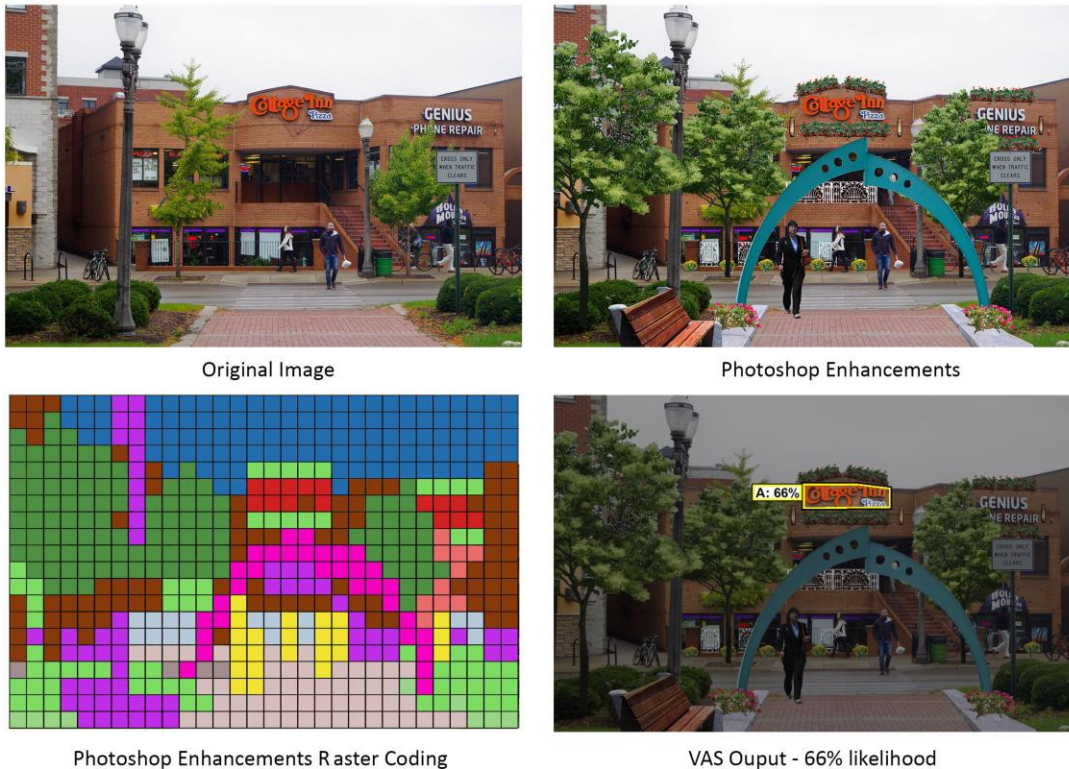 Cottage Inn
Pizza
GENIUS
PHONE REPAIR
CROSS ONLY
WHEN TRAFFIC
CLEARS
Original Image
Cottage Inn
Pizza
GENIUS
NE REPAIR
CROSS ONLY
WHEN TRAFFIC
CLEARS
Photoshop Enhancements
Photoshop Enhancements Raster Coding
A: 66%
Cottage Inn
Pizza
GENIUS
NE REPAIR
CROSS ONLY
WHEN TRAFFIC
CLEARS
VAS Ouput - 66% likelihood